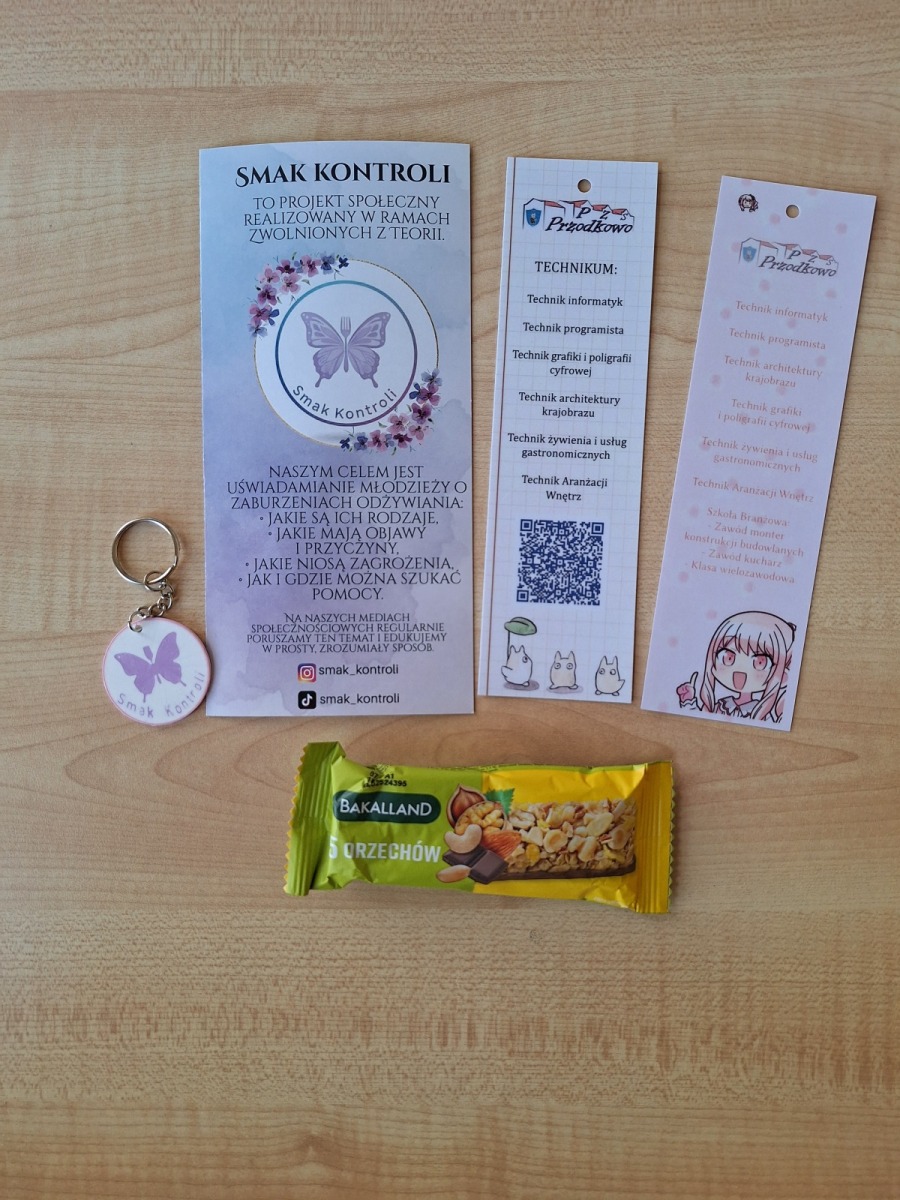 SMAK KONTROLI
TO PROJEKT SPOŁECZNY
REALIZOWANY W RAMACH
ZWOLNIONYCH Z TEORII.
Smak Kontroli
NASZYM CELEM JEST
UŚWIADAMIANIE MŁODZIEŻY O
ZABURZENIACH ODŻYWIANIA:
• JAKIE SĄ ICH RODZAJE,
• JAKIE MAJĄ OBJAWY
I PRZYCZYNY,
• JAKIE NIOSĄ ZAGROŻENIA,
• JAK I GDZIE MOŻNA SZUKAĆ
POMOCY.
NA NASZYCH MEDIACH
SPOŁECZNOŚCIOWYCH REGULARNIE
PORUSZAMY TEN TEMAT I EDUKUJEMY
W PROSTY, ZROZUMIAŁY SPOSÓB.
smak_kontroli
smak_kontroli
Smak Kontroli
P Z S
Przodkowo
TECHNIKUM:
Technik informatyk
Technik programista
Technik grafiki i poligrafii
cyfrowej
Technik architektury
krajobrazu
Technik żywienia i usług
gastronomicznych
Technik Aranżacji
Wnętrz
P Z S
Przodkowo
Technik informatyk
Technik programista
Technik architektury
krajobrazu
Technik grafiki
i poligrafii cyfrowej
Technik żywienia i usług
gastronomicznych
Technik Aranżacji Wnętrz
Szkoła Branżowa:
- Zawód monter
konstrukcji budowlanych
- Zawód kucharz
- Klasa wielozawodowa
BAKALLAND
5 ORZECHÓW